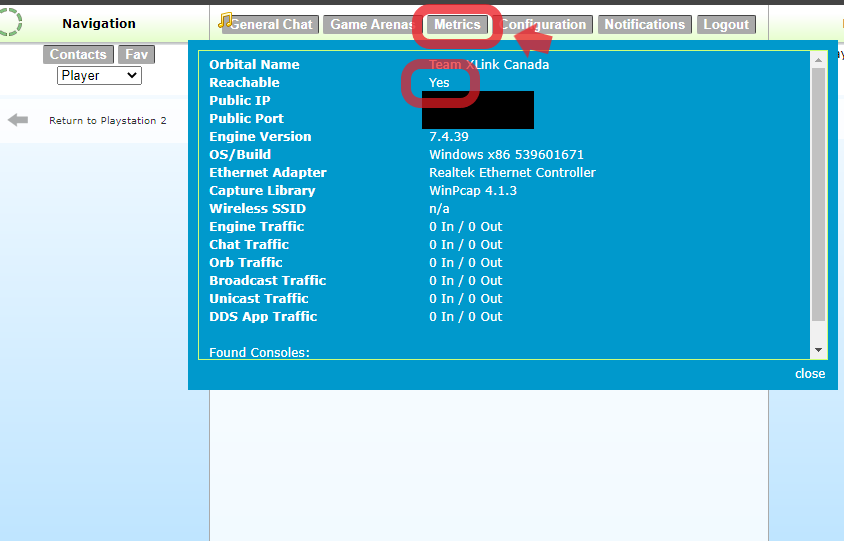 Navigation
General Chat Game Arenas Metrics Configuration Notifications Logout
Contacts Fav
Player
Return to Playstation 2
Orbital Name Team XLink Canada
Reachable Yes
Public IP
Public Port
Engine Version 7.4.39
OS/Build Windows x86 539601671
Ethernet Adapter Realtek Ethernet Controller
Capture Library WinPcap 4.1.3
Wireless SSID n/a
Engine Traffic 0 In / 0 Out
Chat Traffic 0 In / 0 Out
Orb Traffic 0 In / 0 Out
Broadcast Traffic 0 In / 0 Out
Unicast Traffic 0 In / 0 Out
DDS App Traffic 0 In / 0 Out
Found Consoles:
close